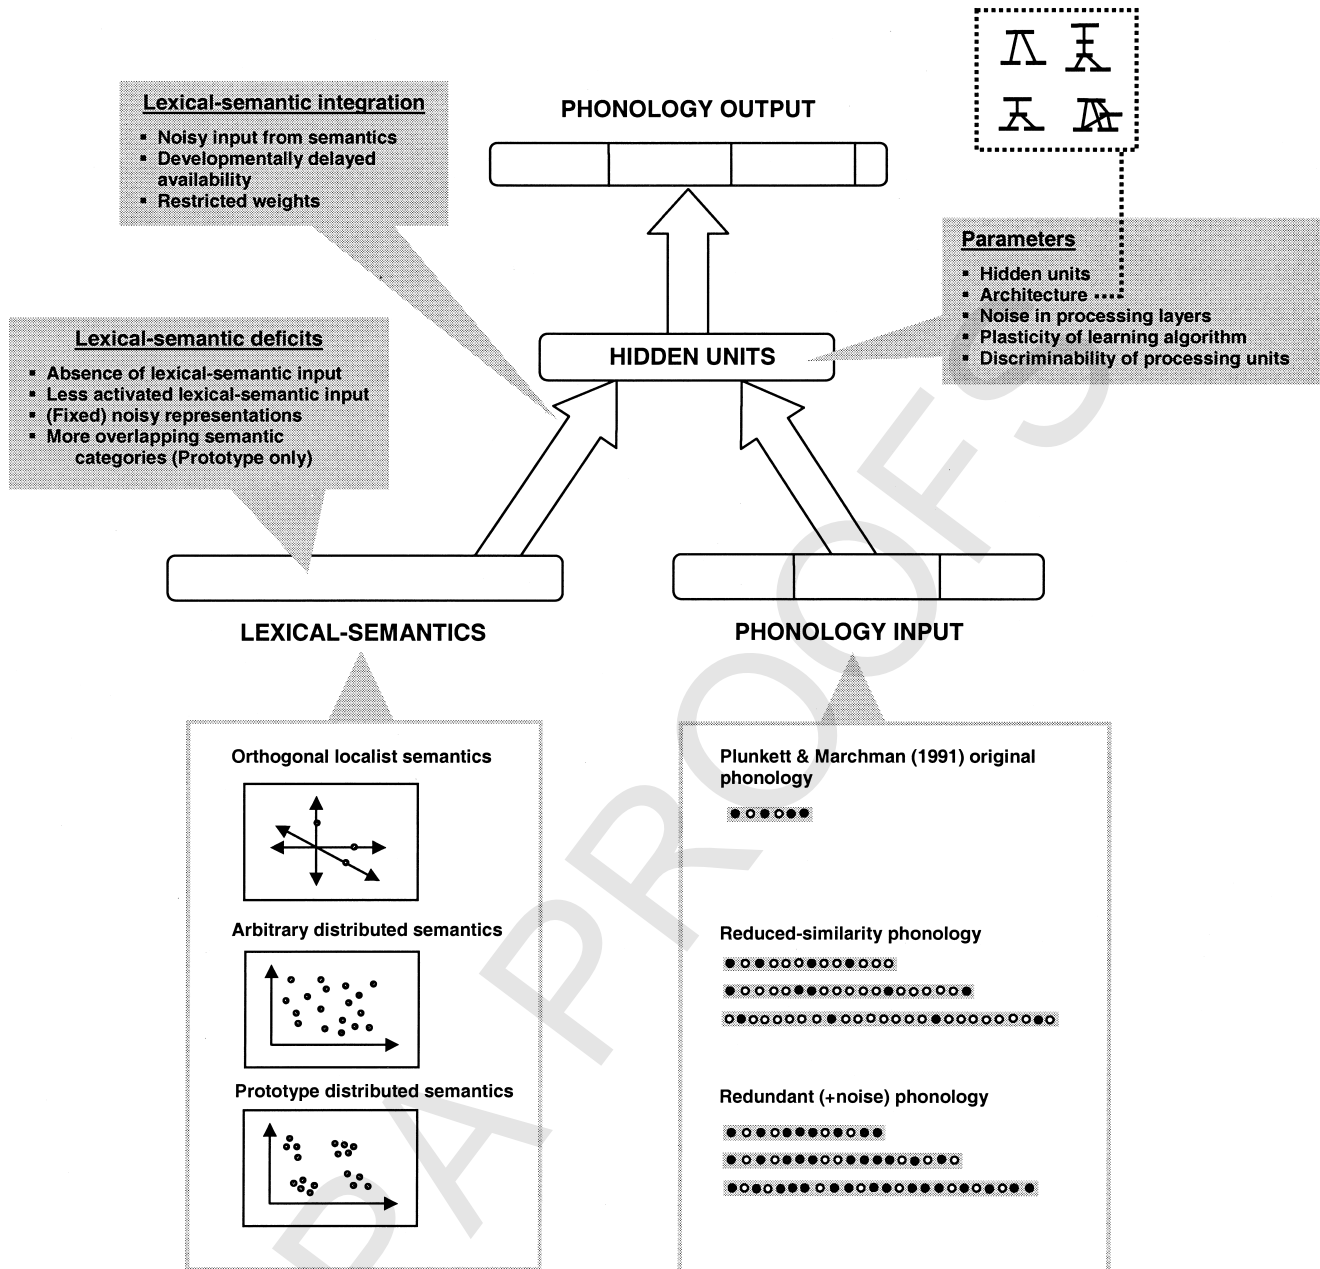 PHONOLOGY OUTPUT
Lexical-semantic integration
▪ Noisy input from semantics
▪ Developmentally delayed
availability
▪ Restricted weights
Parameters
▪ Hidden units
▪ Architecture
▪ Noise in processing layers
▪ Plasticity of learning algorithm
▪ Discriminability of processing units
Lexical-semantic deficits
▪ Absence of lexical-semantic input
▪ Less activated lexical-semantic input
▪ (Fixed) noisy representations
▪ More overlapping semantic
categories (Prototype only)
HIDDEN UNITS
LEXICAL-SEMANTICS
PHONOLOGY INPUT
Orthogonal localist semantics
Arbitrary distributed semantics
Prototype distributed semantics
Plunkett & Marchman (1991) original
phonology
Reduced-similarity phonology
Redundant (+noise) phonology
PROOFS